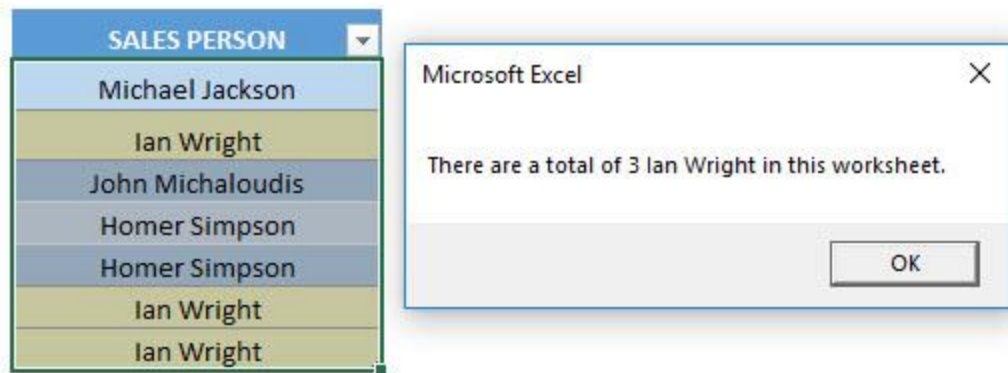 SALES PERSON
Michael Jackson
Ian Wright
John Michaloudis
Homer Simpson
Homer Simpson
Ian Wright
Ian Wright
Microsoft Excel
There are a total of 3 Ian Wright in this worksheet.
OK